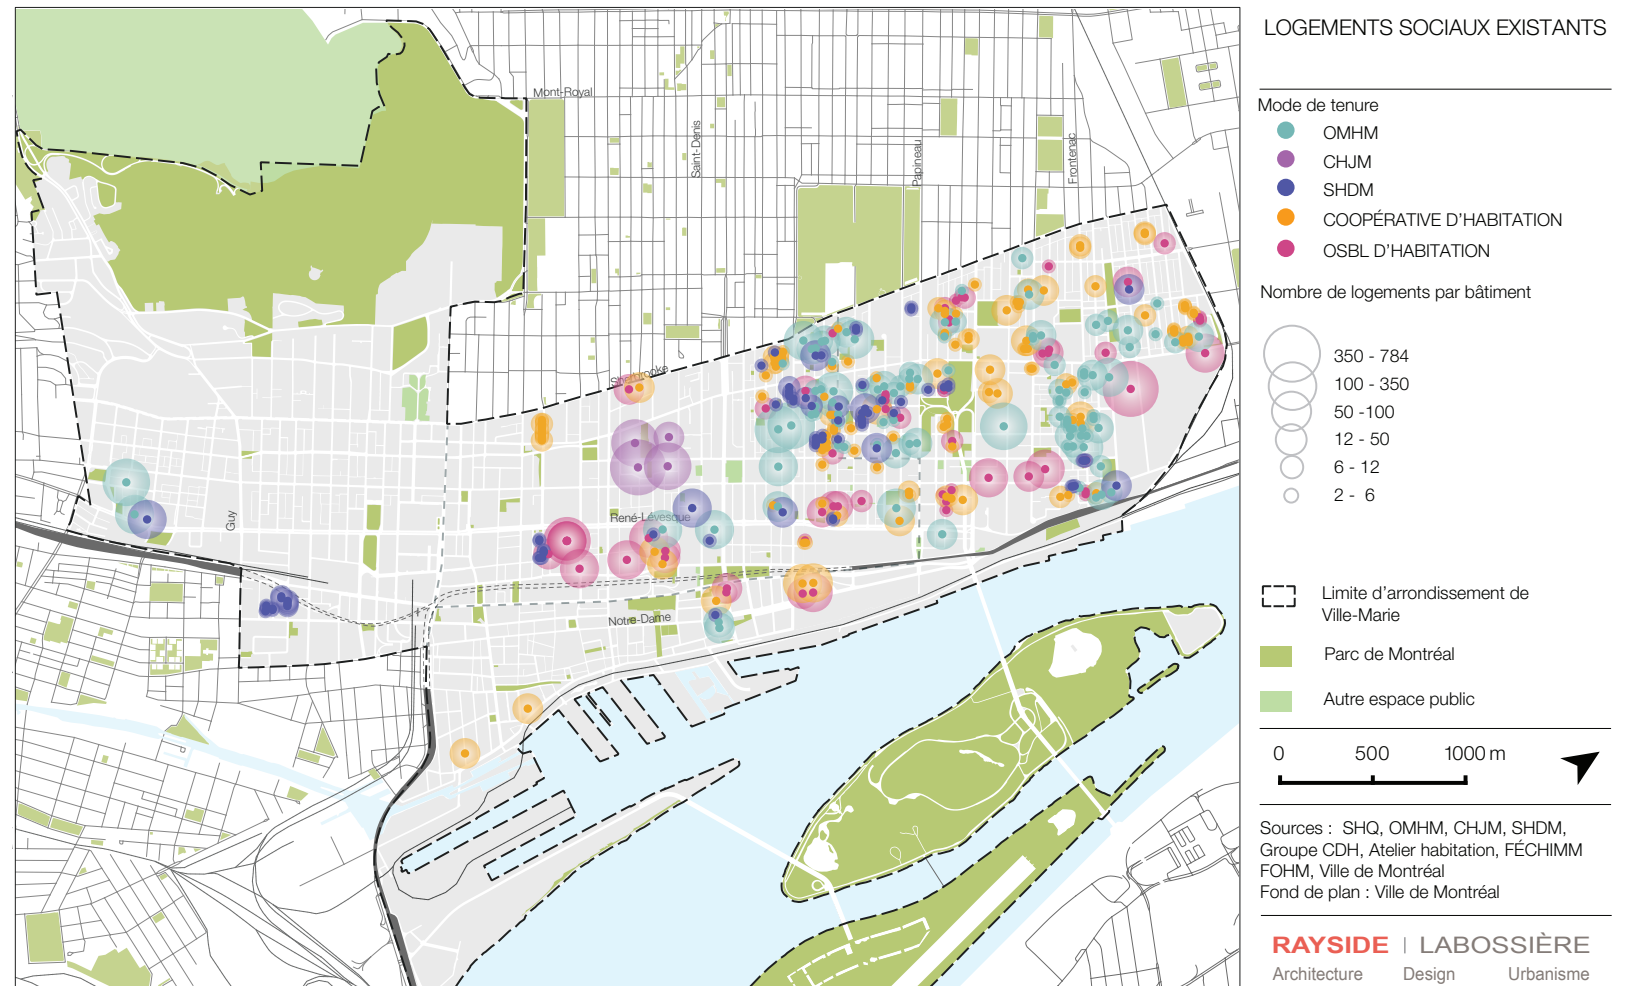 LOGEMENTS SOCIAUX EXISTANTS
Mode de tenure
OMHM
CHJM
SHDM
COOPÉRATIVE D'HABITATION
OSBL D'HABITATION
Nombre de logements par bâtiment
350 - 784
100 - 350
50 -100
12 - 50
6 - 12
2 - 6
Limite d'arrondissement de
Ville-Marie
Parc de Montréal
Autre espace public
0 500 1000 m
Sources : SHQ, OMHM, CHJM, SHDM,
Groupe CDH, Atelier habitation, FÉCHIMM
FOHM, Ville de Montréal
Fond de plan : Ville de Montréal
RAYSIDE | LABOSSIÈRE
Architecture Design Urbanisme
Mont-Royal
Saint-Denis
Papineau
Frontenac
Sherbrooke
Guy
René-Lévesque
Notre-Dame